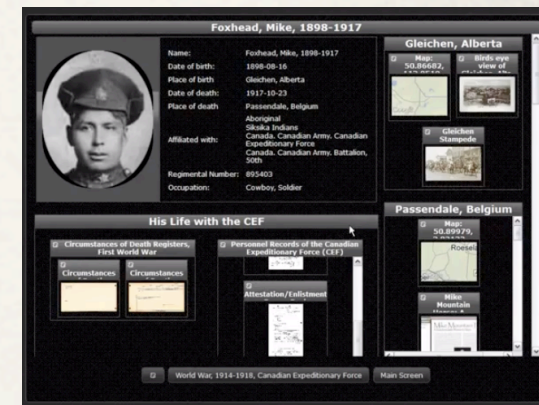 Foxhead, Mike, 1898-1917
Name: Foxhead, Mike, 1898-1917
Date of birth: 1898-08-16
Place of birth Gleichen, Alberta
Date of death: 1917-10-23
Place of death Passendale, Belgium
Affiliated with: Aboriginal
Siksika Indians
Canada. Canadian Army. Canadian
Expeditionary Force
Canada. Canadian Army. Battalion,
50th
Regimental Number: 895403
Occupation: Cowboy, Soldier
Gleichen, Alberta
Map:
50.86682,
Birds eye
view of
Gleichen
Stampede
His Life with the CEF
Circumstances of Death Registers,
First World War
Circumstances
Circumstances
Personnel Records of the Canadian
Expeditionary Force (CEF)
Attestation/Enlistment
Passendale, Belgium
Map:
50.89979,
Roesel
Mike
Mountain
World War, 1914-1918, Canadian Expeditionary Force
Main Screen